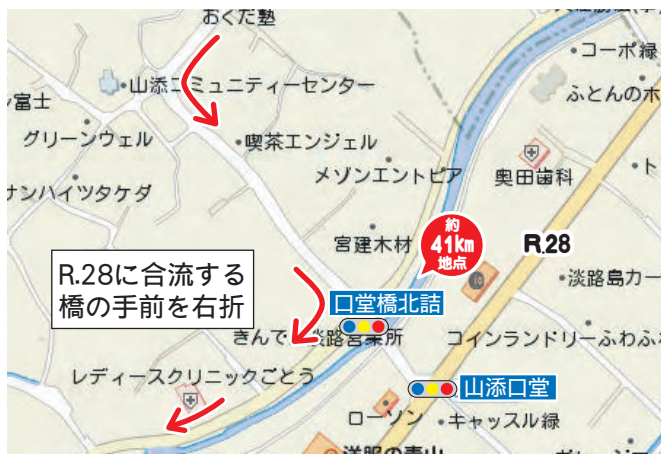 おくだ塾
コーポ緑
山添コミュニティーセンター
ふとんのホ
富士
グリーンウェル
喫茶エンジェル
メゾンエントピア
奥田歯科
ト
サンハイツタケダ
宮建木材
約
41km
地点
R.28
R.28に合流する
橋の手前を右折
淡路島カー
口堂橋北詰
きんで
淡路営業所
コインランドリーふわふ
レディースクリニックごとう
山添口堂
ローソン
キャッスル緑
洋服の青山